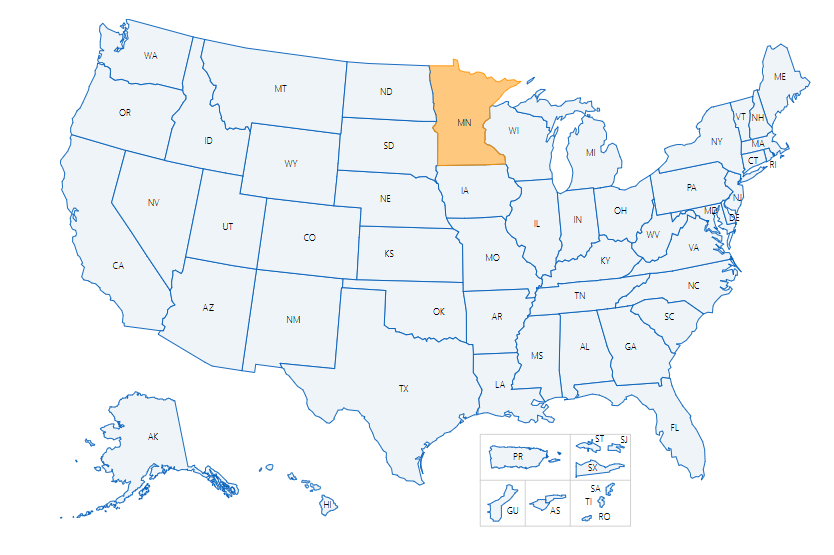 WA
MT
ND
MN
OR
ID
SD
WI
WY
MI
ME
VT
NH
NY
MA
CT
RI
NV
UT
CO
NE
IA
IL
IN
OH
PA
NJ
MD
DE
CA
KS
MO
KY
WV
VA
AZ
NM
OK
AR
TN
NC
SC
TX
LA
MS
AL
GA
FL
AK
HI
PR
ST
SJ
SX
GU
AS
SA
TI
RO